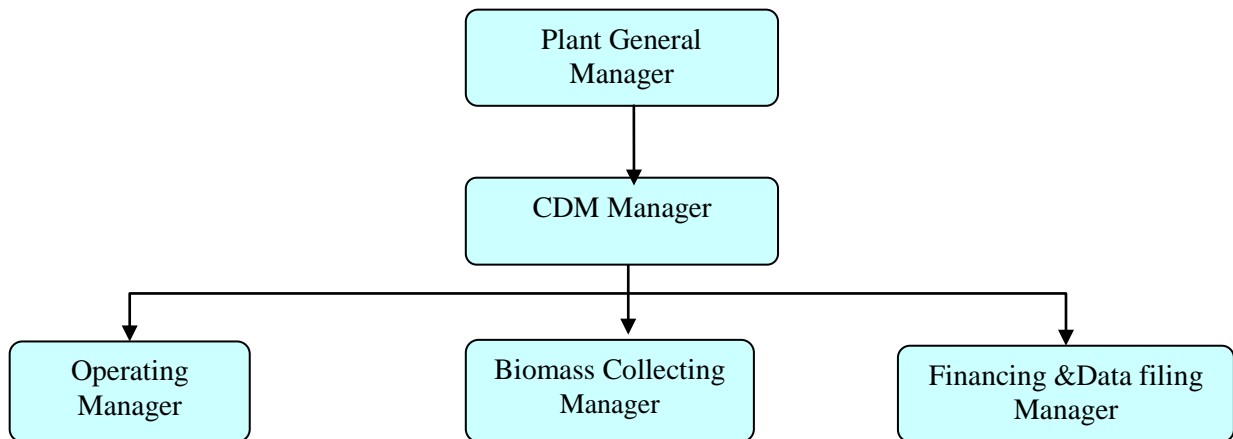 Plant General
Manager
CDM Manager
Operating
Manager
Biomass Collecting
Manager
Financing &Data filing
Manager